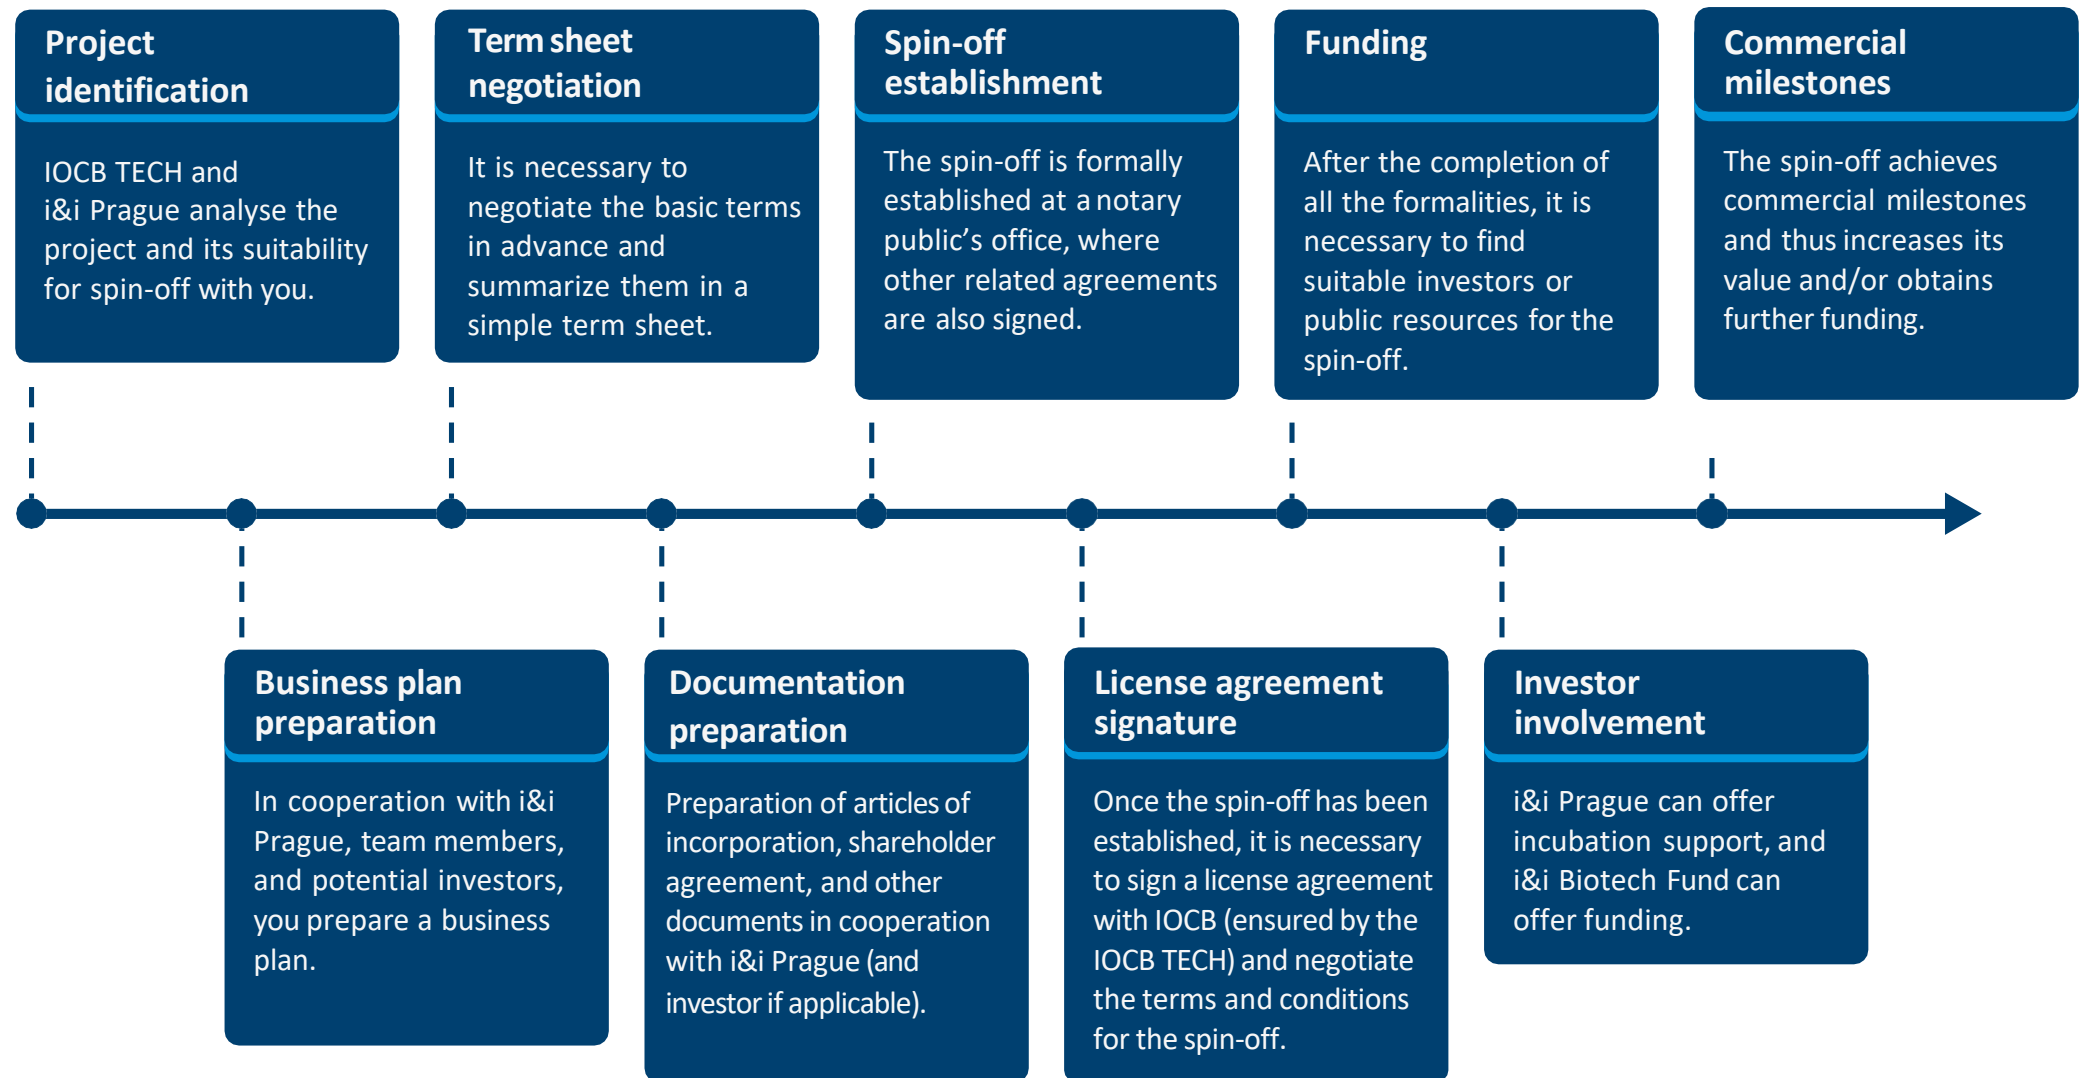 Project
identification
IOCB TECH and
i&i Prague analyse the
project and its suitability
for spin-off with you.
Term sheet
negotiation
It is necessary to
negotiate the basic terms
in advance and
summarize them in a
simple term sheet.
Spin-off
establishment
The spin-off is formally
established at a notary
public’s office, where
other related agreements
are also signed.
Funding
After the completion of
all the formalities, it is
necessary to find
suitable investors or
public resources for the
spin-off.
Commercial
milestones
The spin-off achieves
commercial milestones
and thus increases its
value and/or obtains
further funding.
Business plan
preparation
In cooperation with i&i
Prague, team members,
and potential investors,
you prepare a business
plan.
Documentation
preparation
Preparation of articles of
incorporation, shareholder
agreement, and other
documents in cooperation
with i&i Prague (and
investor if applicable).
License agreement
signature
Once the spin-off has been
established, it is necessary
to sign a license agreement
with IOCB (ensured by the
IOCB TECH) and negotiate
the terms and conditions
for the spin-off.
Investor
involvement
i&i Prague can offer
incubation support, and
i&i Biotech Fund can
offer funding.